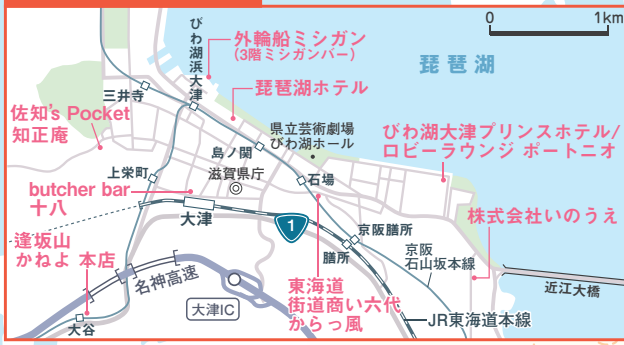 0 1km
びわ湖浜大津
外輪船ミシガン
(3階ミシガンバー)
琵琶湖
三井寺
琵琶湖ホテル
佐知's Pocket
知正庵
県立芸術劇場
びわ湖ホール
びわ湖大津プリンスホテル/
ロビーラウンジ ポートニオ
島ノ関
上栄町
滋賀県庁
石場
butcher bar
十八
大津
1
京阪膳所
株式会社いのうえ
逢坂山
かねよ 本店
膳所
京阪
石山坂本線
名神高速
東海道
街道商い六代
からっ風
近江大橋
大津IC
大谷
JR東海道本線